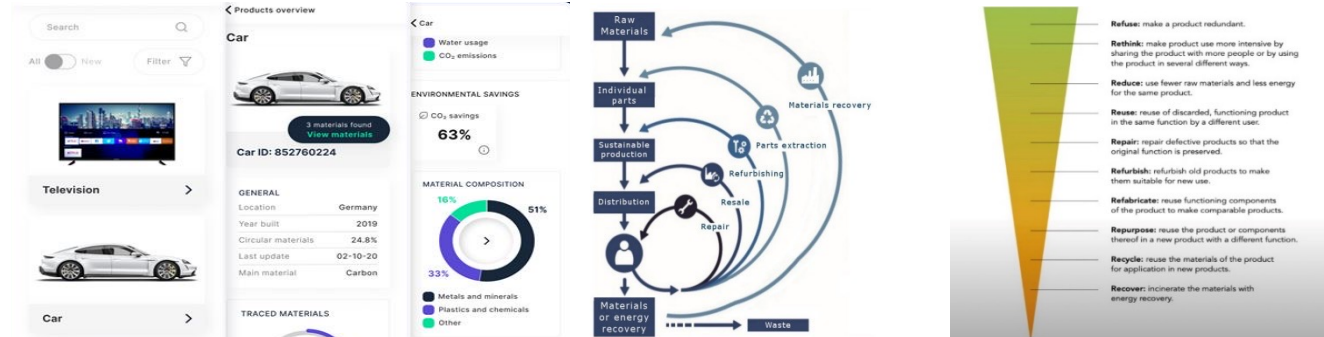 Search
All
New
Filter
Television
Car
Products overview
Car
3 materials found
View materials
Car ID: 852760224
GENERAL
Location Germany
Year built 2019
Circular materials 24.8%
Last update 02-10-20
Main material Carbon
TRACED MATERIALS
Car
Water usage
CO₂ emissions
ENVIRONMENTAL SAVINGS
CO₂ savings
63%
MATERIAL COMPOSITION
16%
51%
33%
Metals and minerals
Plastics and chemicals
Other
Raw
Materials
Individual
parts
Sustainable
production
Distribution
Materials
or energy
recovery
Waste
Materials recovery
Parts extraction
Refurbishing
Resale
Repair
Refuse: make a product redundant.
Rethink: make product use more intensive by
sharing the product with more people or by using
the product in several different ways.
Reduce: use fewer raw materials and less energy
for the same product.
Reuse: reuse of discarded, functioning product
in the same function by a different user.
Repair: repair defective products so that the
original function is preserved.
Refurbish: refurbish old products to make
them suitable for new use.
Refabricate: reuse functioning components
of the product to make comparable products.
Repurpose: reuse the product or components
thereof in a new product with a different function.
Recycle: reuse the materials of the product
for application in new products.
Recover: incinerate the materials with
energy recovery.